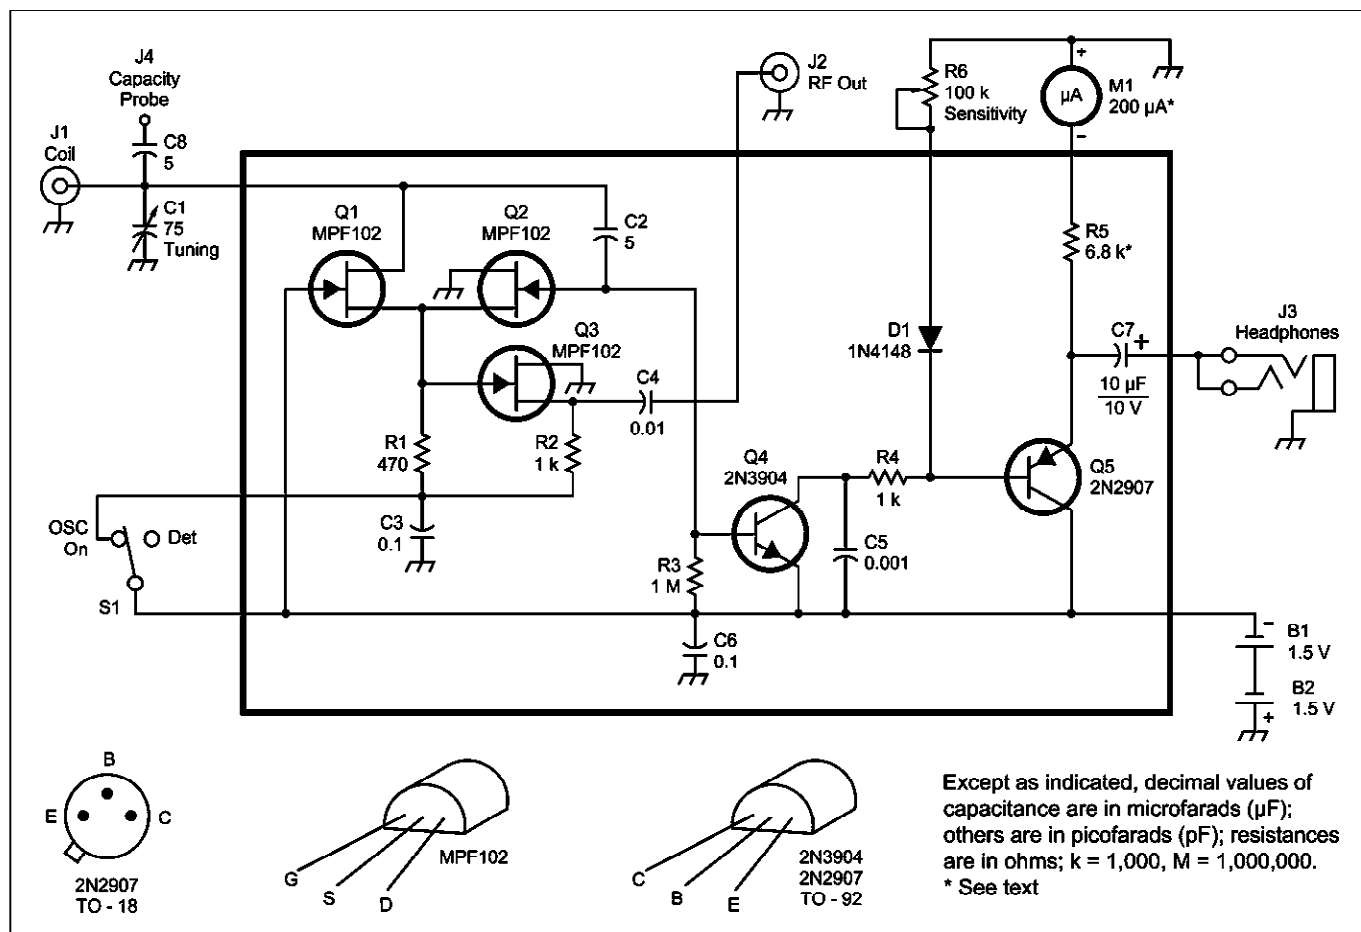 J4
Capacity
Probe
J1
Coil
C8
5
C1
75
Tuning
J2
RF Out
R6
100 k
Sensitivity
+
µA
M1
200 µA*
-
Q1
MPF102
Q2
MPF102
C2
5
R5
6.8 k*
Q3
MPF102
C4
0.01
D1
1N4148
C7
+
10 µF
10 V
J3
Headphones
R1
470
R2
1 k
Q4
2N3904
R4
1 k
Q5
2N2907
OSC
On
Det
S1
C3
0.1
R3
1 M
C5
0.001
C6
0.1
-
B1
1.5 V
B2
1.5 V
+
B
E
C
2N2907
TO - 18
MPF102
G
S
D
2N3904
2N2907
TO - 92
C
B
E
Except as indicated, decimal values of
capacitance are in microfarads (µF);
others are in picofarads (pF); resistances
are in ohms; k = 1,000, M = 1,000,000.
* See text